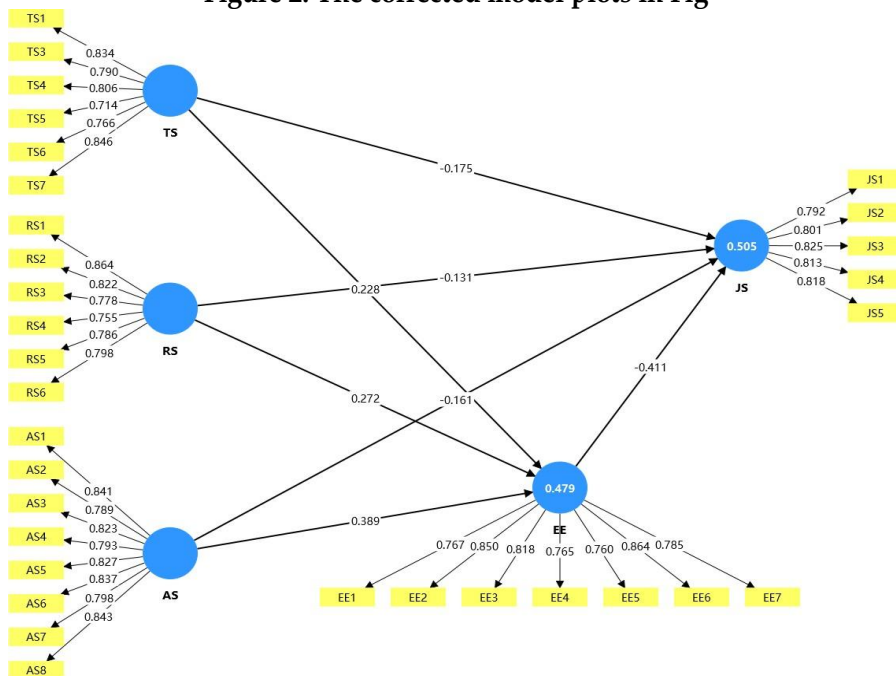 Figure 2. The corrected model plots in Fig
TS1
TS3
TS4
TS5
TS6
TS7
0.834
0.790
0.806
0.714
0.766
0.846
TS
RS1
RS2
RS3
RS4
RS5
RS6
0.864
0.822
0.778
0.755
0.786
0.798
RS
AS1
AS2
AS3
AS4
AS5
AS6
AS7
AS8
0.841
0.789
0.823
0.793
0.827
0.837
0.798
0.843
AS
-0.175
-0.131
0.228
0.272
-0.161
0.389
-0.411
0.505
JS
0.792
0.801
0.825
0.813
0.818
JS1
JS2
JS3
JS4
JS5
0.479
EE
0.767
0.850
0.818
0.765
0.760
0.864
0.785
EE1
EE2
EE3
EE4
EE5
EE6
EE7